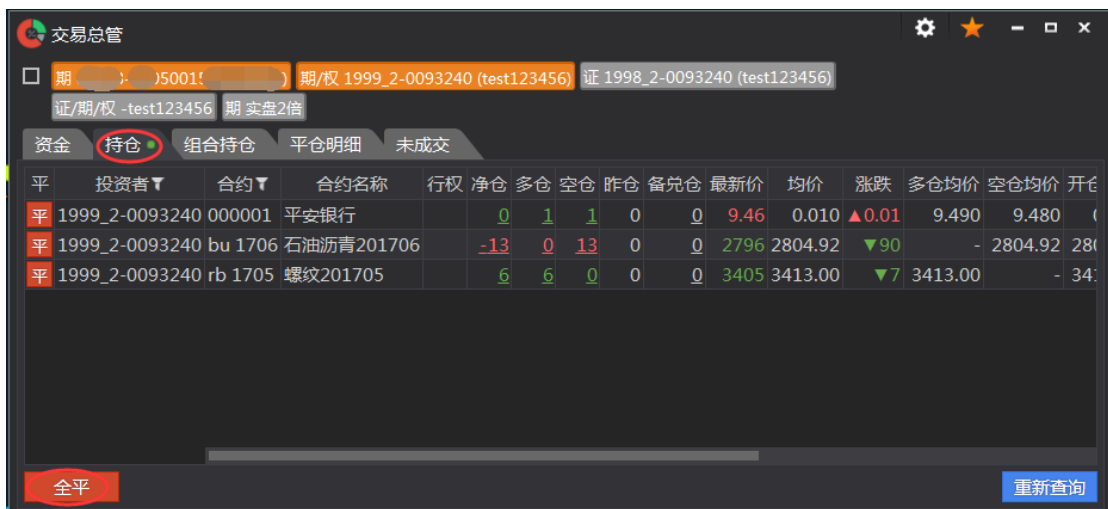 交易总管
期 )50015 ) 期/权 1999_2-0093240 (test123456) 证 1998_2-0093240 (test123456)
证/期/权 -test123456 期 实盘2倍
资金 持仓 组合持仓 平仓明细 未成交
平 投资者 合约 合约名称 行权 净仓 多仓 空仓 昨仓 备兑仓 最新价 均价 涨跌 多仓均价 空仓均价 开仓
平 1999_2-0093240 000001 平安银行 0 1 1 0 0 9.46 0.010 ▲0.01 9.490 9.480
平 1999_2-0093240 bu 1706 石油沥青201706 -13 0 13 0 0 2796 2804.92 ▼90 - 2804.92 280
平 1999_2-0093240 rb 1705 螺纹201705 6 6 0 0 0 3405 3413.00 ▼7 3413.00 - 341
全平 重新查询